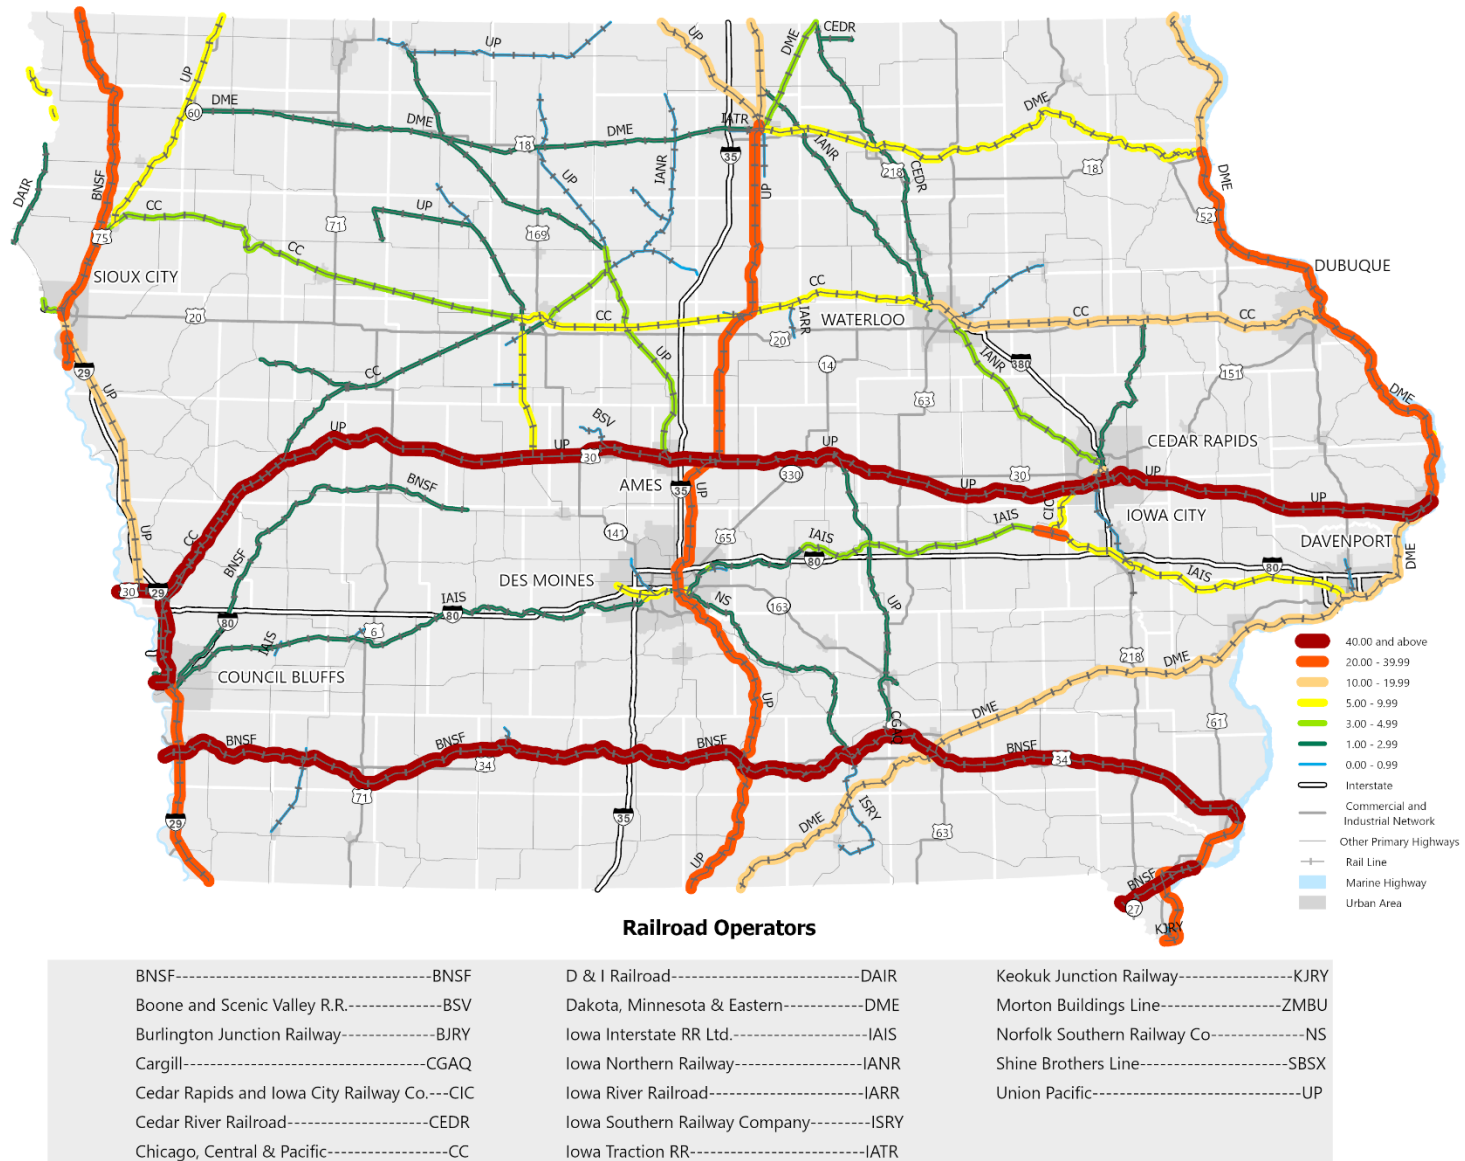 CEDR
UP
UP
DME
UP
DME
DME
DME
DME
IATR
IANR
CEDR
IANR
UP
UP
DAIR
BNSF
CC
UP
CC
DME
60
18
35
218
18
52
75
71
169
SIOUX CITY
DUBUQUE
CC
CC
CC
CC
IARR
WATERLOO
20
20
UP
IANR
380
14
29
UP
CC
63
151
BSV
UP
UP
30
UP
CEDAR RAPIDS
UP
AMES
35
UP
330
30
UP
UP
BNSF
CIC
IOWA CITY
IAIS
UP
CC
141
65
IAIS
80
DAVENPORT
DME
BNSF
DES MOINES
80
IAIS
30
29
IAIS
80
NS
163
UP
80
6
IAIS
218
DME
COUNCIL BLUFFS
UP
DME
61
CGAQ
BNSF
BNSF
BNSF
BNSF
34
34
71
29
35
DME
ISRY
63
UP
BNSF
27
KJRY
40.00 and above
20.00 - 39.99
10.00 - 19.99
5.00 - 9.99
3.00 - 4.99
1.00 - 2.99
0.00 - 0.99
Interstate
Commercial and
Industrial Network
Other Primary Highways
Rail Line
Marine Highway
Urban Area
Railroad Operators
BNSF--------------------------------BNSF
Boone and Scenic Valley R.R.------------BSV
Burlington Junction Railway------------BJRY
Cargill-------------------------------CGAQ
Cedar Rapids and Iowa City Railway Co.---CIC
Cedar River Railroad------------------CEDR
Chicago, Central & Pacific---------------CC
D & I Railroad------------------------DAIR
Dakota, Minnesota & Eastern----------DME
Iowa Interstate RR Ltd.-----------------IAIS
Iowa Northern Railway----------------IANR
Iowa River Railroad--------------------IARR
Iowa Southern Railway Company--------ISRY
Iowa Traction RR----------------------IATR
Keokuk Junction Railway--------------KJRY
Morton Buildings Line---------------ZMBU
Norfolk Southern Railway Co------------NS
Shine Brothers Line-------------------SBSX
Union Pacific--------------------------UP